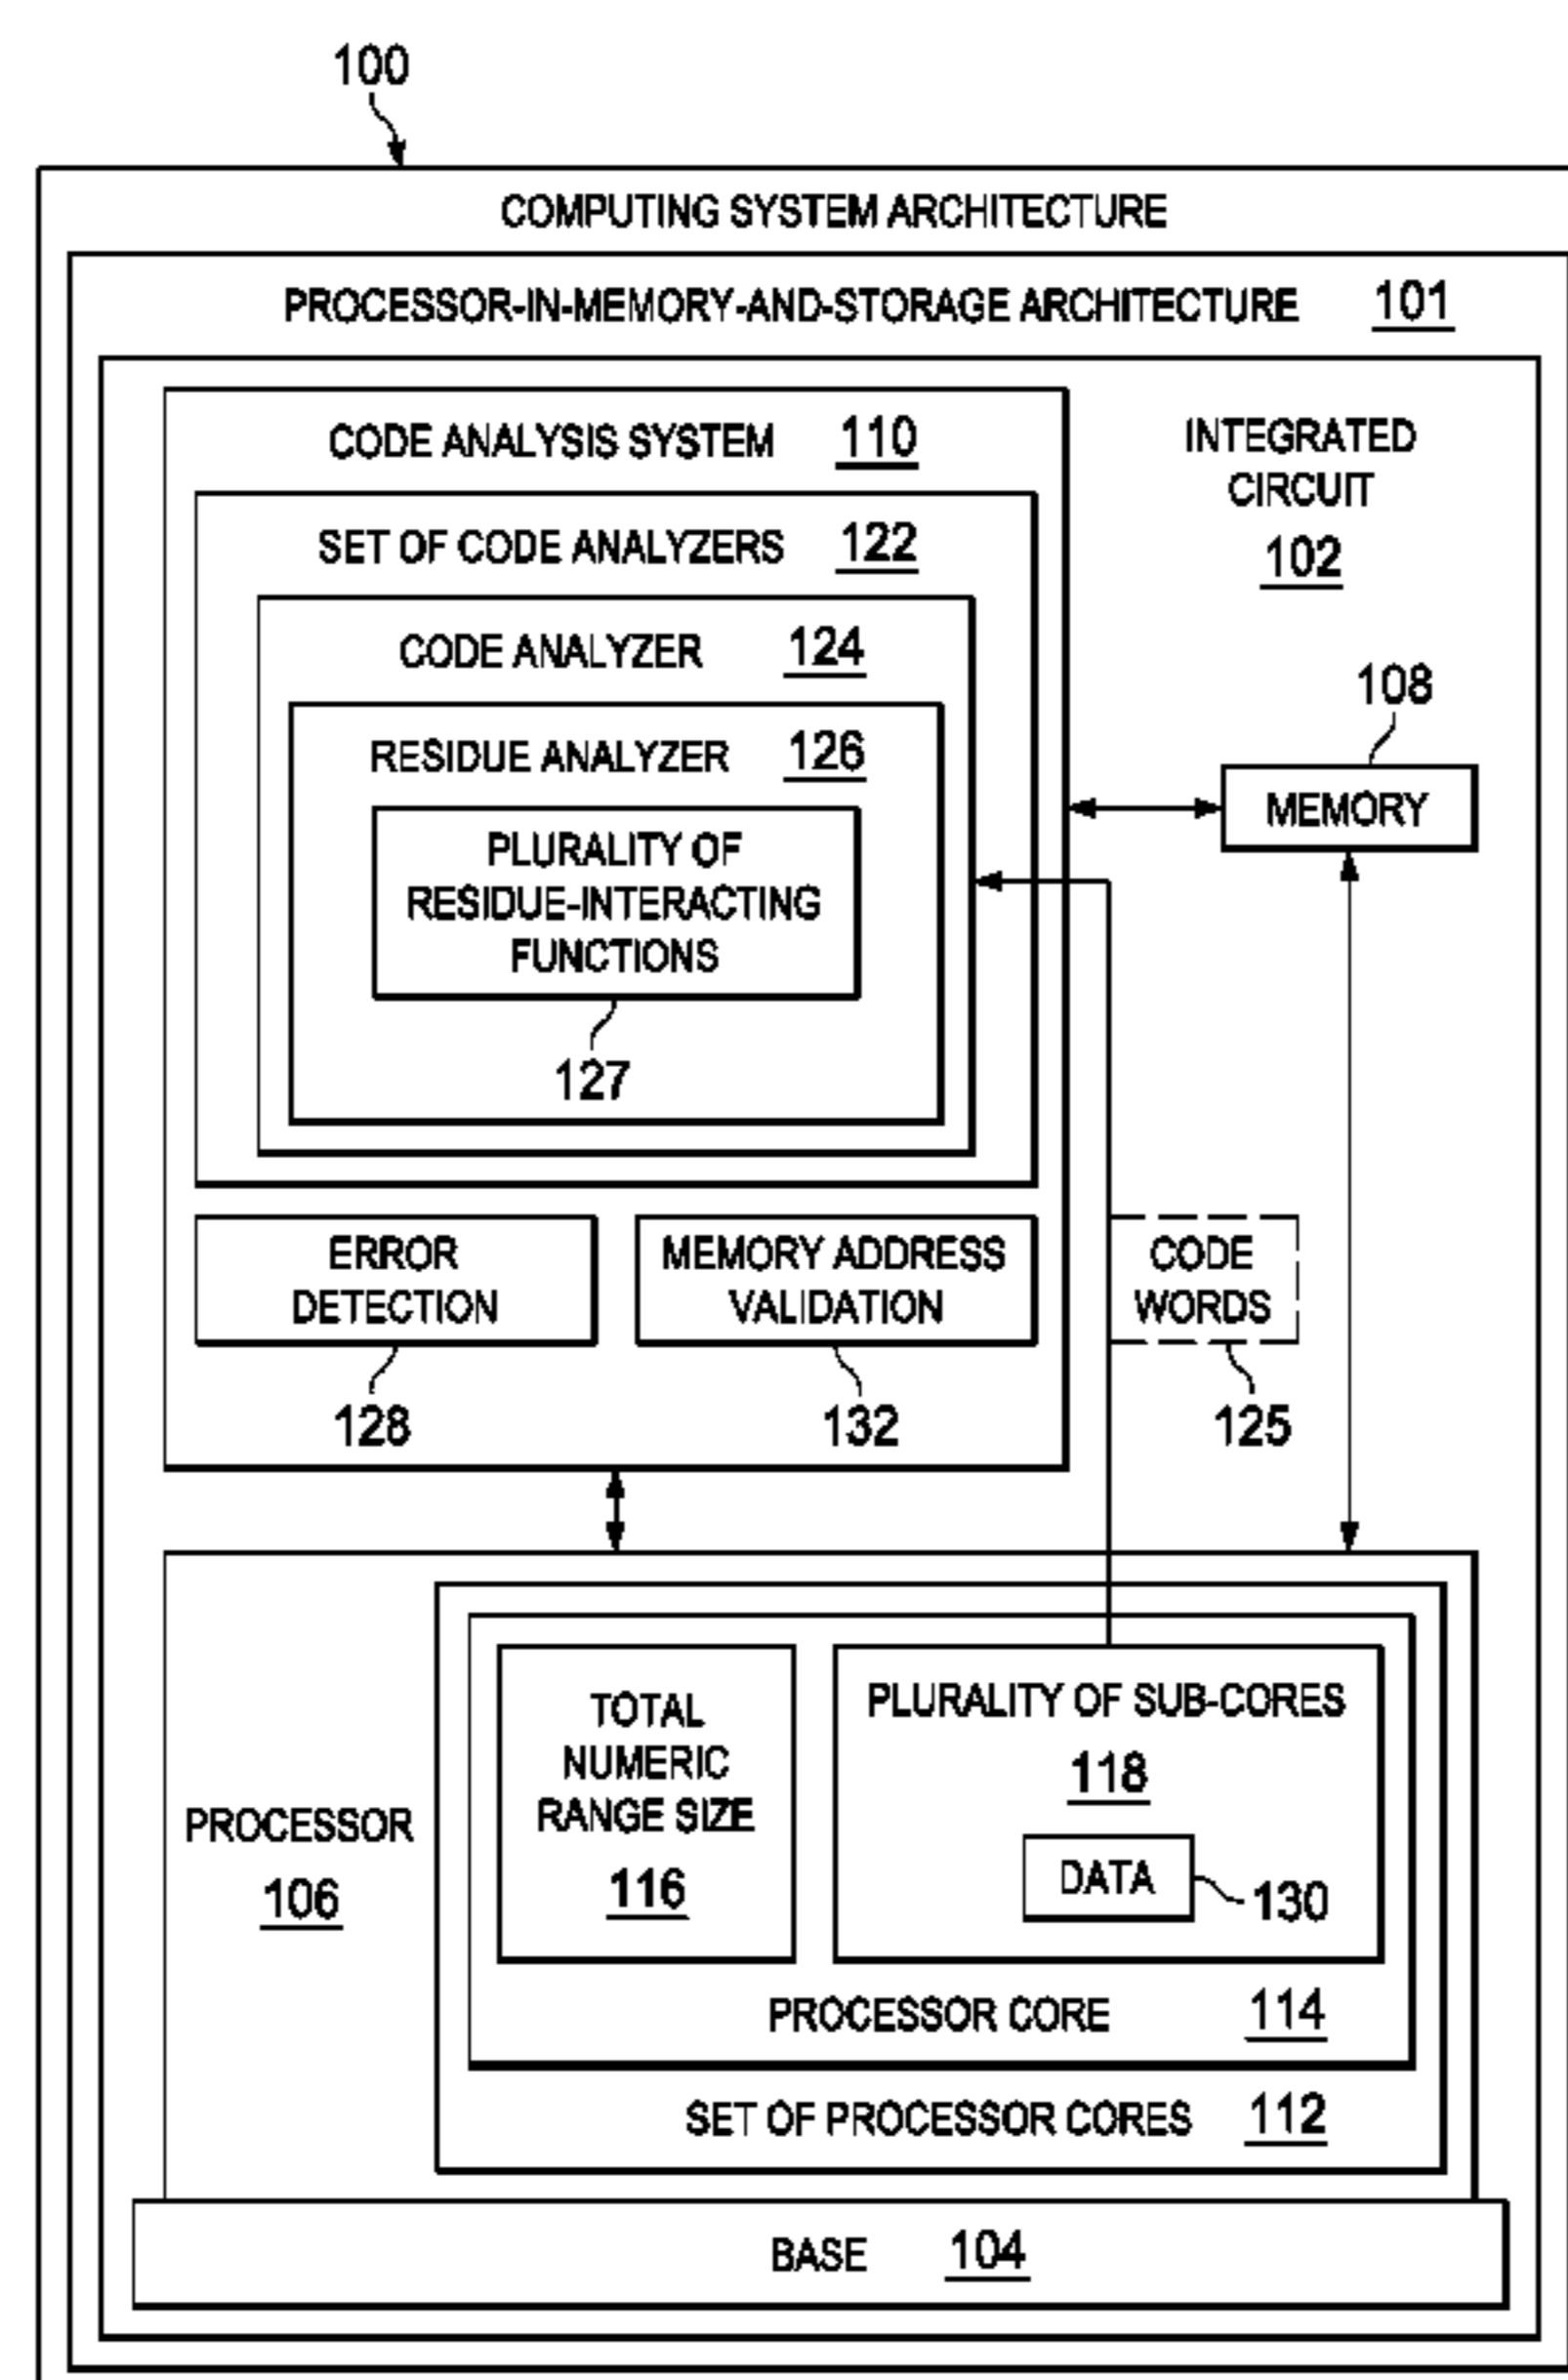 100
COMPUTING SYSTEM ARCHITECTURE
PROCESSOR-IN-MEMORY-AND-STORAGE ARCHITECTURE 101
CODE ANALYSIS SYSTEM 110
INTEGRATED
CIRCUIT
102
SET OF CODE ANALYZERS 122
CODE ANALYZER 124
RESIDUE ANALYZER 126
PLURALITY OF
RESIDUE-INTERACTING
FUNCTIONS
127
108
MEMORY
ERROR
DETECTION
128
MEMORY ADDRESS
VALIDATION
132
CODE
WORDS
125
PROCESSOR
106
TOTAL
NUMERIC
RANGE SIZE
116
PLURALITY OF SUB-CORES
118
DATA
130
PROCESSOR CORE 114
SET OF PROCESSOR CORES 112
BASE 104